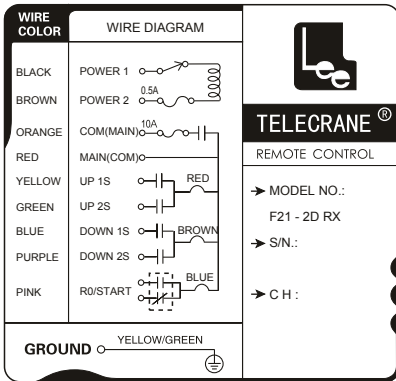 WIRE COLOR
WIRE DIAGRAM
BLACK POWER 1
BROWN POWER 2 0.5A
ORANGE COM(MAIN) 10A
RED MAIN(COM)
YELLOW UP 1S RED
GREEN UP 2S
BLUE DOWN 1S BROWN
PURPLE DOWN 2S
PINK R0/START BLUE
GROUND YELLOW/GREEN
Lee
TELECRANE ®
REMOTE CONTROL
MODEL NO.:
F21 - 2D RX
S/N.:
C H :